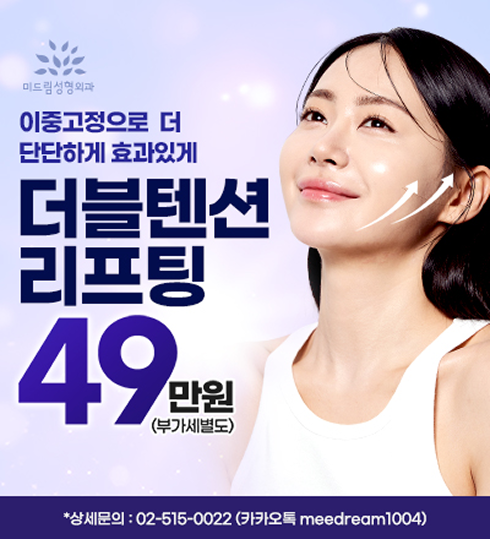 미드림성형외과
이중고정으로 더
단단하게 효과있게
더블텐션
리프팅
49만원
(부가세별도)
*상세문의 : 02-515-0022 (카카오톡 meedream1004)